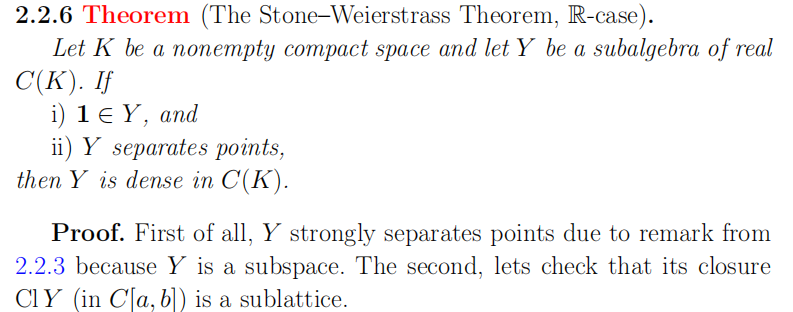 2.2.6 Theorem (The Stone–Weierstrass Theorem, ℝ-case).
Let K be a nonempty compact space and let Y be a subalgebra of real
C(K). If
i) 1 ∈ Y, and
ii) Y separates points,
then Y is dense in C(K).
Proof. First of all, Y strongly separates points due to remark from
2.2.3 because Y is a subspace. The second, lets check that its closure
Cl Y (in C[a, b]) is a sublattice.